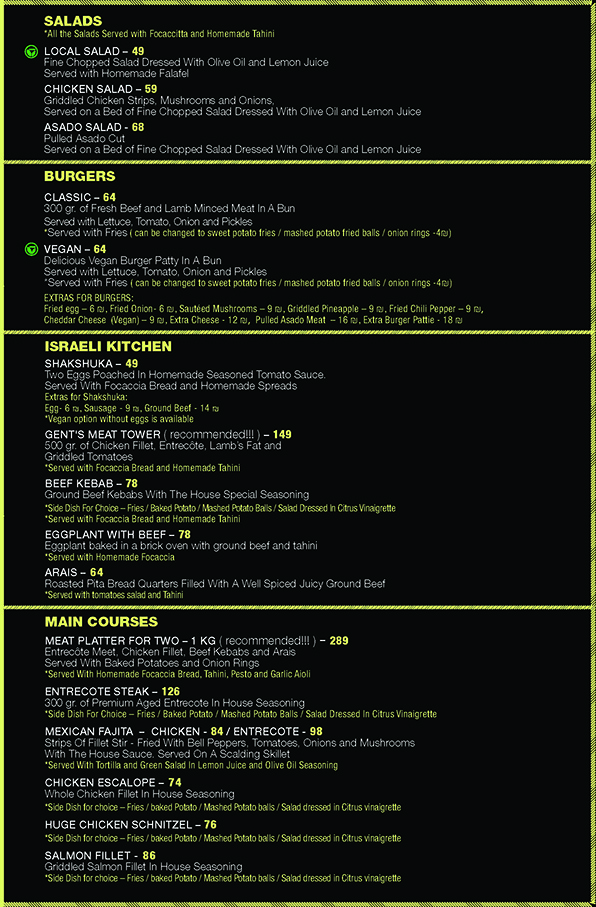 SALADS
*All the Salads Served with Focaccitta and Homemade Tahini
LOCAL SALAD – 49
Fine Chopped Salad Dressed With Olive Oil and Lemon Juice
Served with Homemade Falafel
CHICKEN SALAD – 59
Griddled Chicken Strips, Mushrooms and Onions,
Served on a Bed of Fine Chopped Salad Dressed With Olive Oil and Lemon Juice
ASADO SALAD - 68
Pulled Asado Cut
Served on a Bed of Fine Chopped Salad Dressed With Olive Oil and Lemon Juice
BURGERS
CLASSIC – 64
300 gr. of Fresh Beef and Lamb Minced Meat In A Bun
Served with Lettuce, Tomato, Onion and Pickles
*Served with Fries ( can be changed to sweet potato fries / mashed potato fried balls / onion rings -4₪)
VEGAN – 64
Delicious Vegan Burger Patty In A Bun
Served with Lettuce, Tomato, Onion and Pickles
*Served with Fries ( can be changed to sweet potato fries / mashed potato fried balls / onion rings -4₪)
EXTRAS FOR BURGERS:
Fried egg – 6 ₪, Fried Onion- 6 ₪, Sautéed Mushrooms – 9 ₪, Griddled Pineapple – 9 ₪, Fried Chili Pepper – 9 ₪,
Cheddar Cheese (Vegan) – 9 ₪, Extra Cheese - 12 ₪, Pulled Asado Meat – 16 ₪, Extra Burger Pattie - 18 ₪
ISRAELI KITCHEN
SHAKSHUKA – 49
Two Eggs Poached In Homemade Seasoned Tomato Sauce.
Served With Focaccia Bread and Homemade Spreads
Extras for Shakshuka:
Egg- 6 ₪, Sausage - 9 ₪, Ground Beef - 14 ₪
*Vegan option without eggs is available
GENT'S MEAT TOWER ( recommended!!! ) – 149
500 gr. of Chicken Fillet, Entrecôte, Lamb's Fat and
Griddled Tomatoes
*Served with Focaccia Bread and Homemade Tahini
BEEF KEBAB – 78
Ground Beef Kebabs With The House Special Seasoning
*Side Dish For Choice – Fries / Baked Potato / Mashed Potato Balls / Salad Dressed In Citrus Vinaigrette
*Served with Focaccia Bread and Homemade Tahini
EGGPLANT WITH BEEF – 78
Eggplant baked in a brick oven with ground beef and tahini
*Served with Homemade Focaccia
ARAIS – 64
Roasted Pita Bread Quarters Filled With A Well Spiced Juicy Ground Beef
*Served with tomatoes salad and Tahini
MAIN COURSES
MEAT PLATTER FOR TWO – 1 KG ( recommended!!! ) – 289
Entrecôte Meet, Chicken Fillet, Beef Kebabs and Arais
Served With Baked Potatoes and Onion Rings
*Served With Homemade Focaccia Bread, Tahini, Pesto and Garlic Aioli
ENTRECOTE STEAK – 126
300 gr. of Premium Aged Entrecote In House Seasoning
*Side Dish For Choice – Fries / Baked Potato / Mashed Potato Balls / Salad Dressed In Citrus Vinaigrette
MEXICAN FAJITA – CHICKEN - 84 / ENTRECOTE - 98
Strips Of Fillet Stir - Fried With Bell Peppers, Tomatoes, Onions and Mushrooms
With The House Sauce. Served On A Scalding Skillet
*Served With Tortilla and Green Salad In Lemon Juice and Olive Oil Seasoning
CHICKEN ESCALOPE – 74
Whole Chicken Fillet In House Seasoning
*Side Dish for choice – Fries / baked Potato / Mashed Potato balls / Salad dressed in Citrus vinaigrette
HUGE CHICKEN SCHNITZEL – 76
*Side Dish for choice – Fries / baked Potato / Mashed Potato balls / Salad dressed in Citrus vinaigrette
SALMON FILLET - 86
Griddled Salmon Fillet In House Seasoning
*Side Dish for choice – Fries / baked Potato / Mashed Potato balls / Salad dressed in Citrus vinaigrette